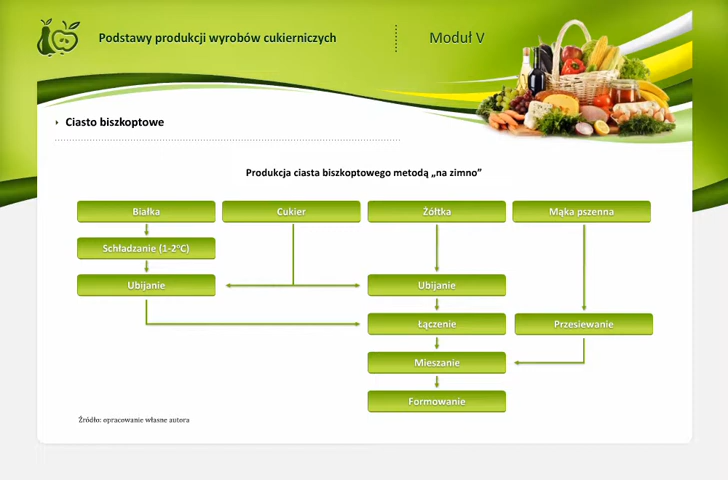 Podstawy produkcji wyrobów cukierniczych
Moduł V
Ciasto biszkoptowe
Produkcja ciasta biszkoptowego metodą „na zimno”
Białka
Cukier
Żółtka
Mąka pszenna
Schładzanie (1-2°C)
Ubijanie
Ubijanie
Łączenie
Przesiewanie
Mieszanie
Formowanie
Źródło: opracowanie własne autora